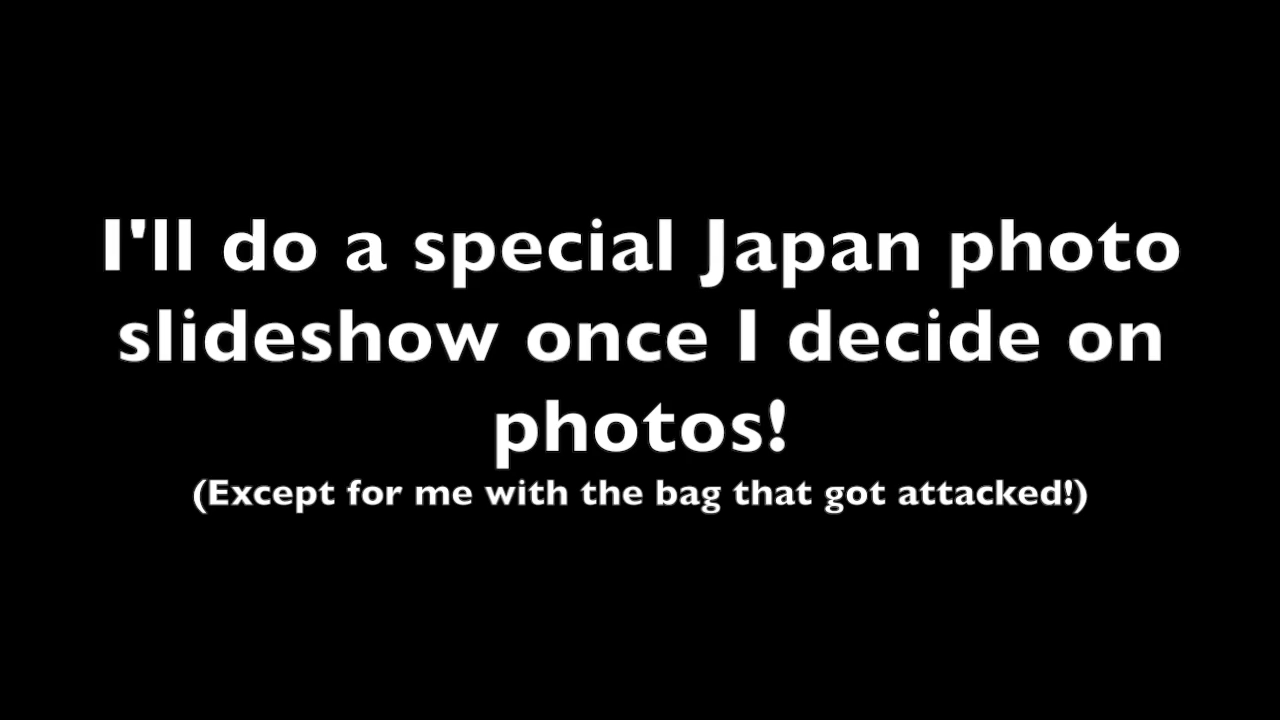 I'll do a special Japan photo
slideshow once I decide on
photos!
(Except for me with the bag that got attacked!)